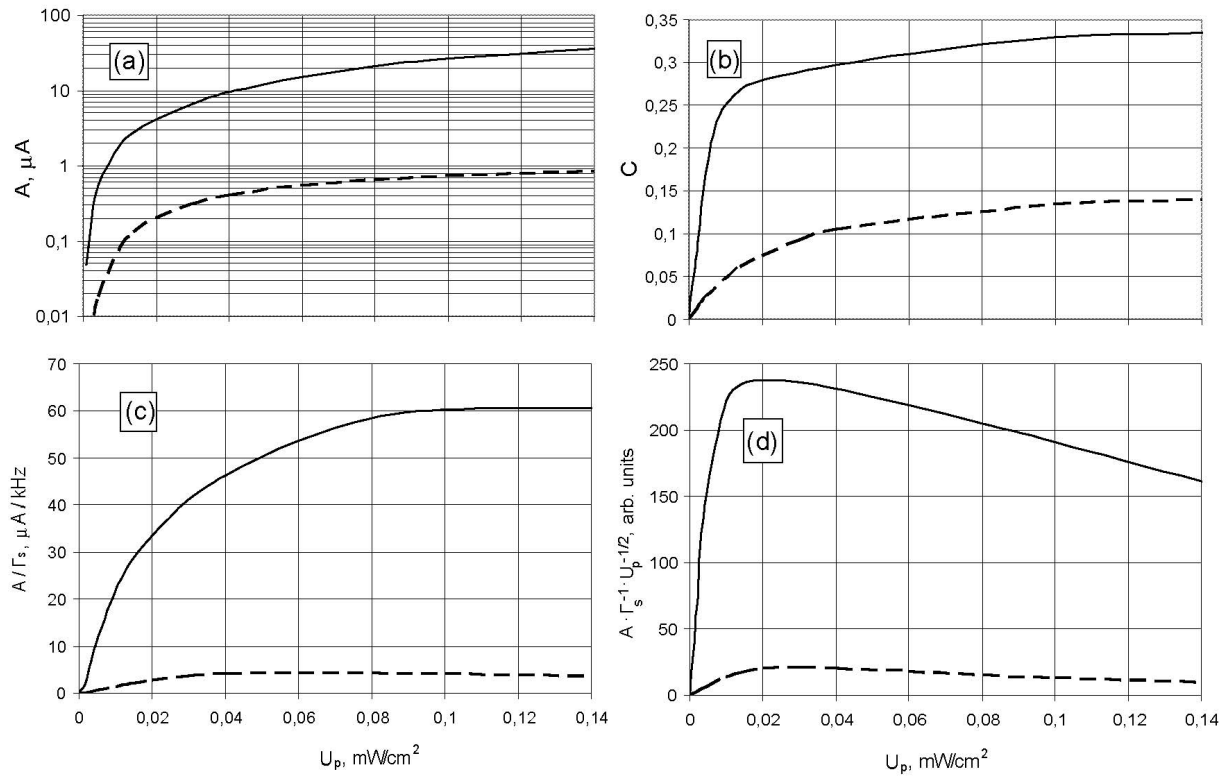 (a)
A, μA
100
10
1
0,1
0,01
(b)
C
0,35
0,3
0,25
0,2
0,15
0,1
0,05
0
(c)
A / Γs, μA / kHz
70
60
50
40
30
20
10
0
0 0,02 0,04 0,06 0,08 0,1 0,12 0,14
Up, mW/cm²
(d)
A · Γs⁻¹ · Up⁻¹/², arb. units
250
200
150
100
50
0
0 0,02 0,04 0,06 0,08 0,1 0,12 0,14
Up, mW/cm²